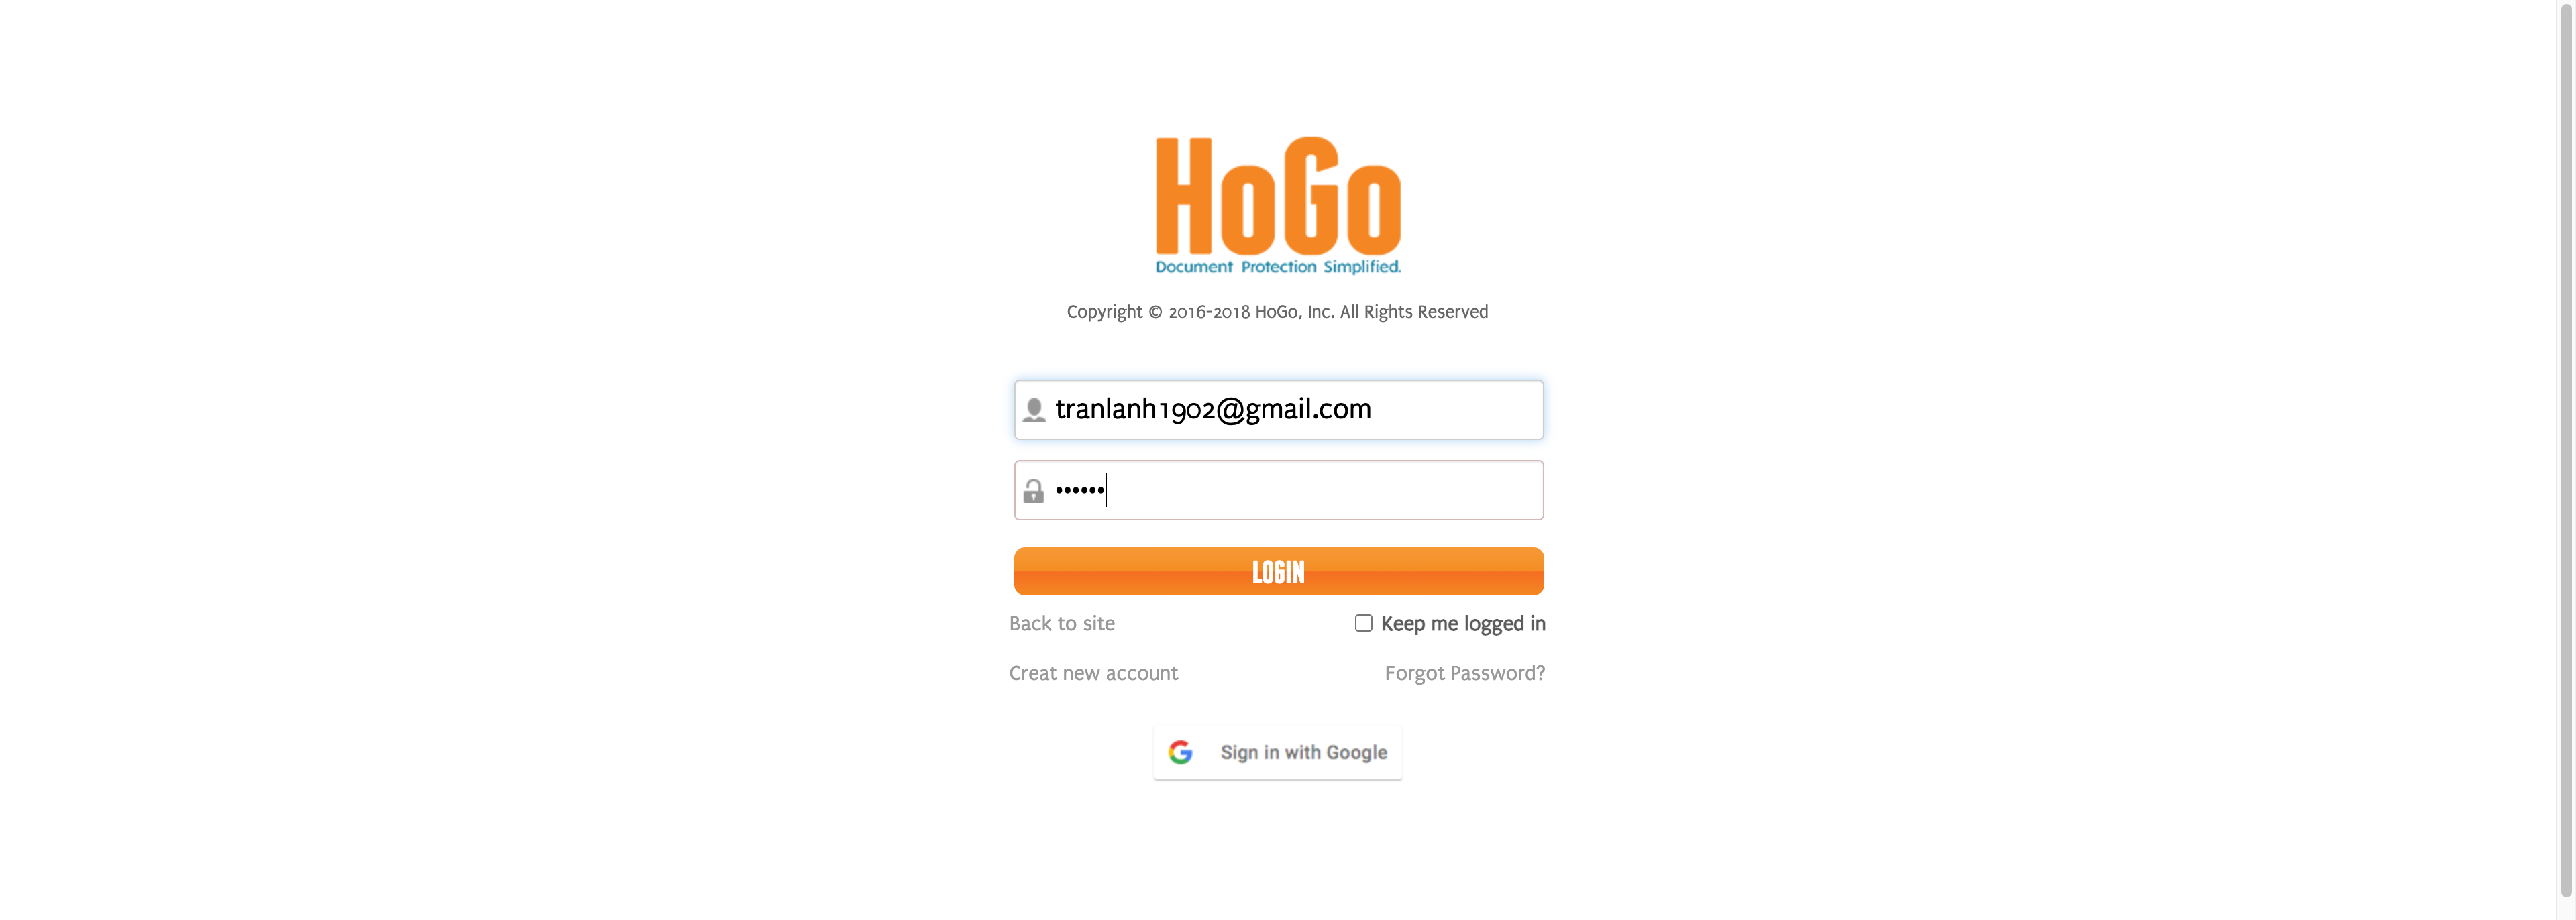 HoGo
Document Protection Simplified.
Copyright © 2016-2018 HoGo, Inc. All Rights Reserved
tranlanh1902@gmail.com
••••••
LOGIN
Back to site
Keep me logged in
Creat new account
Forgot Password?
Sign in with Google